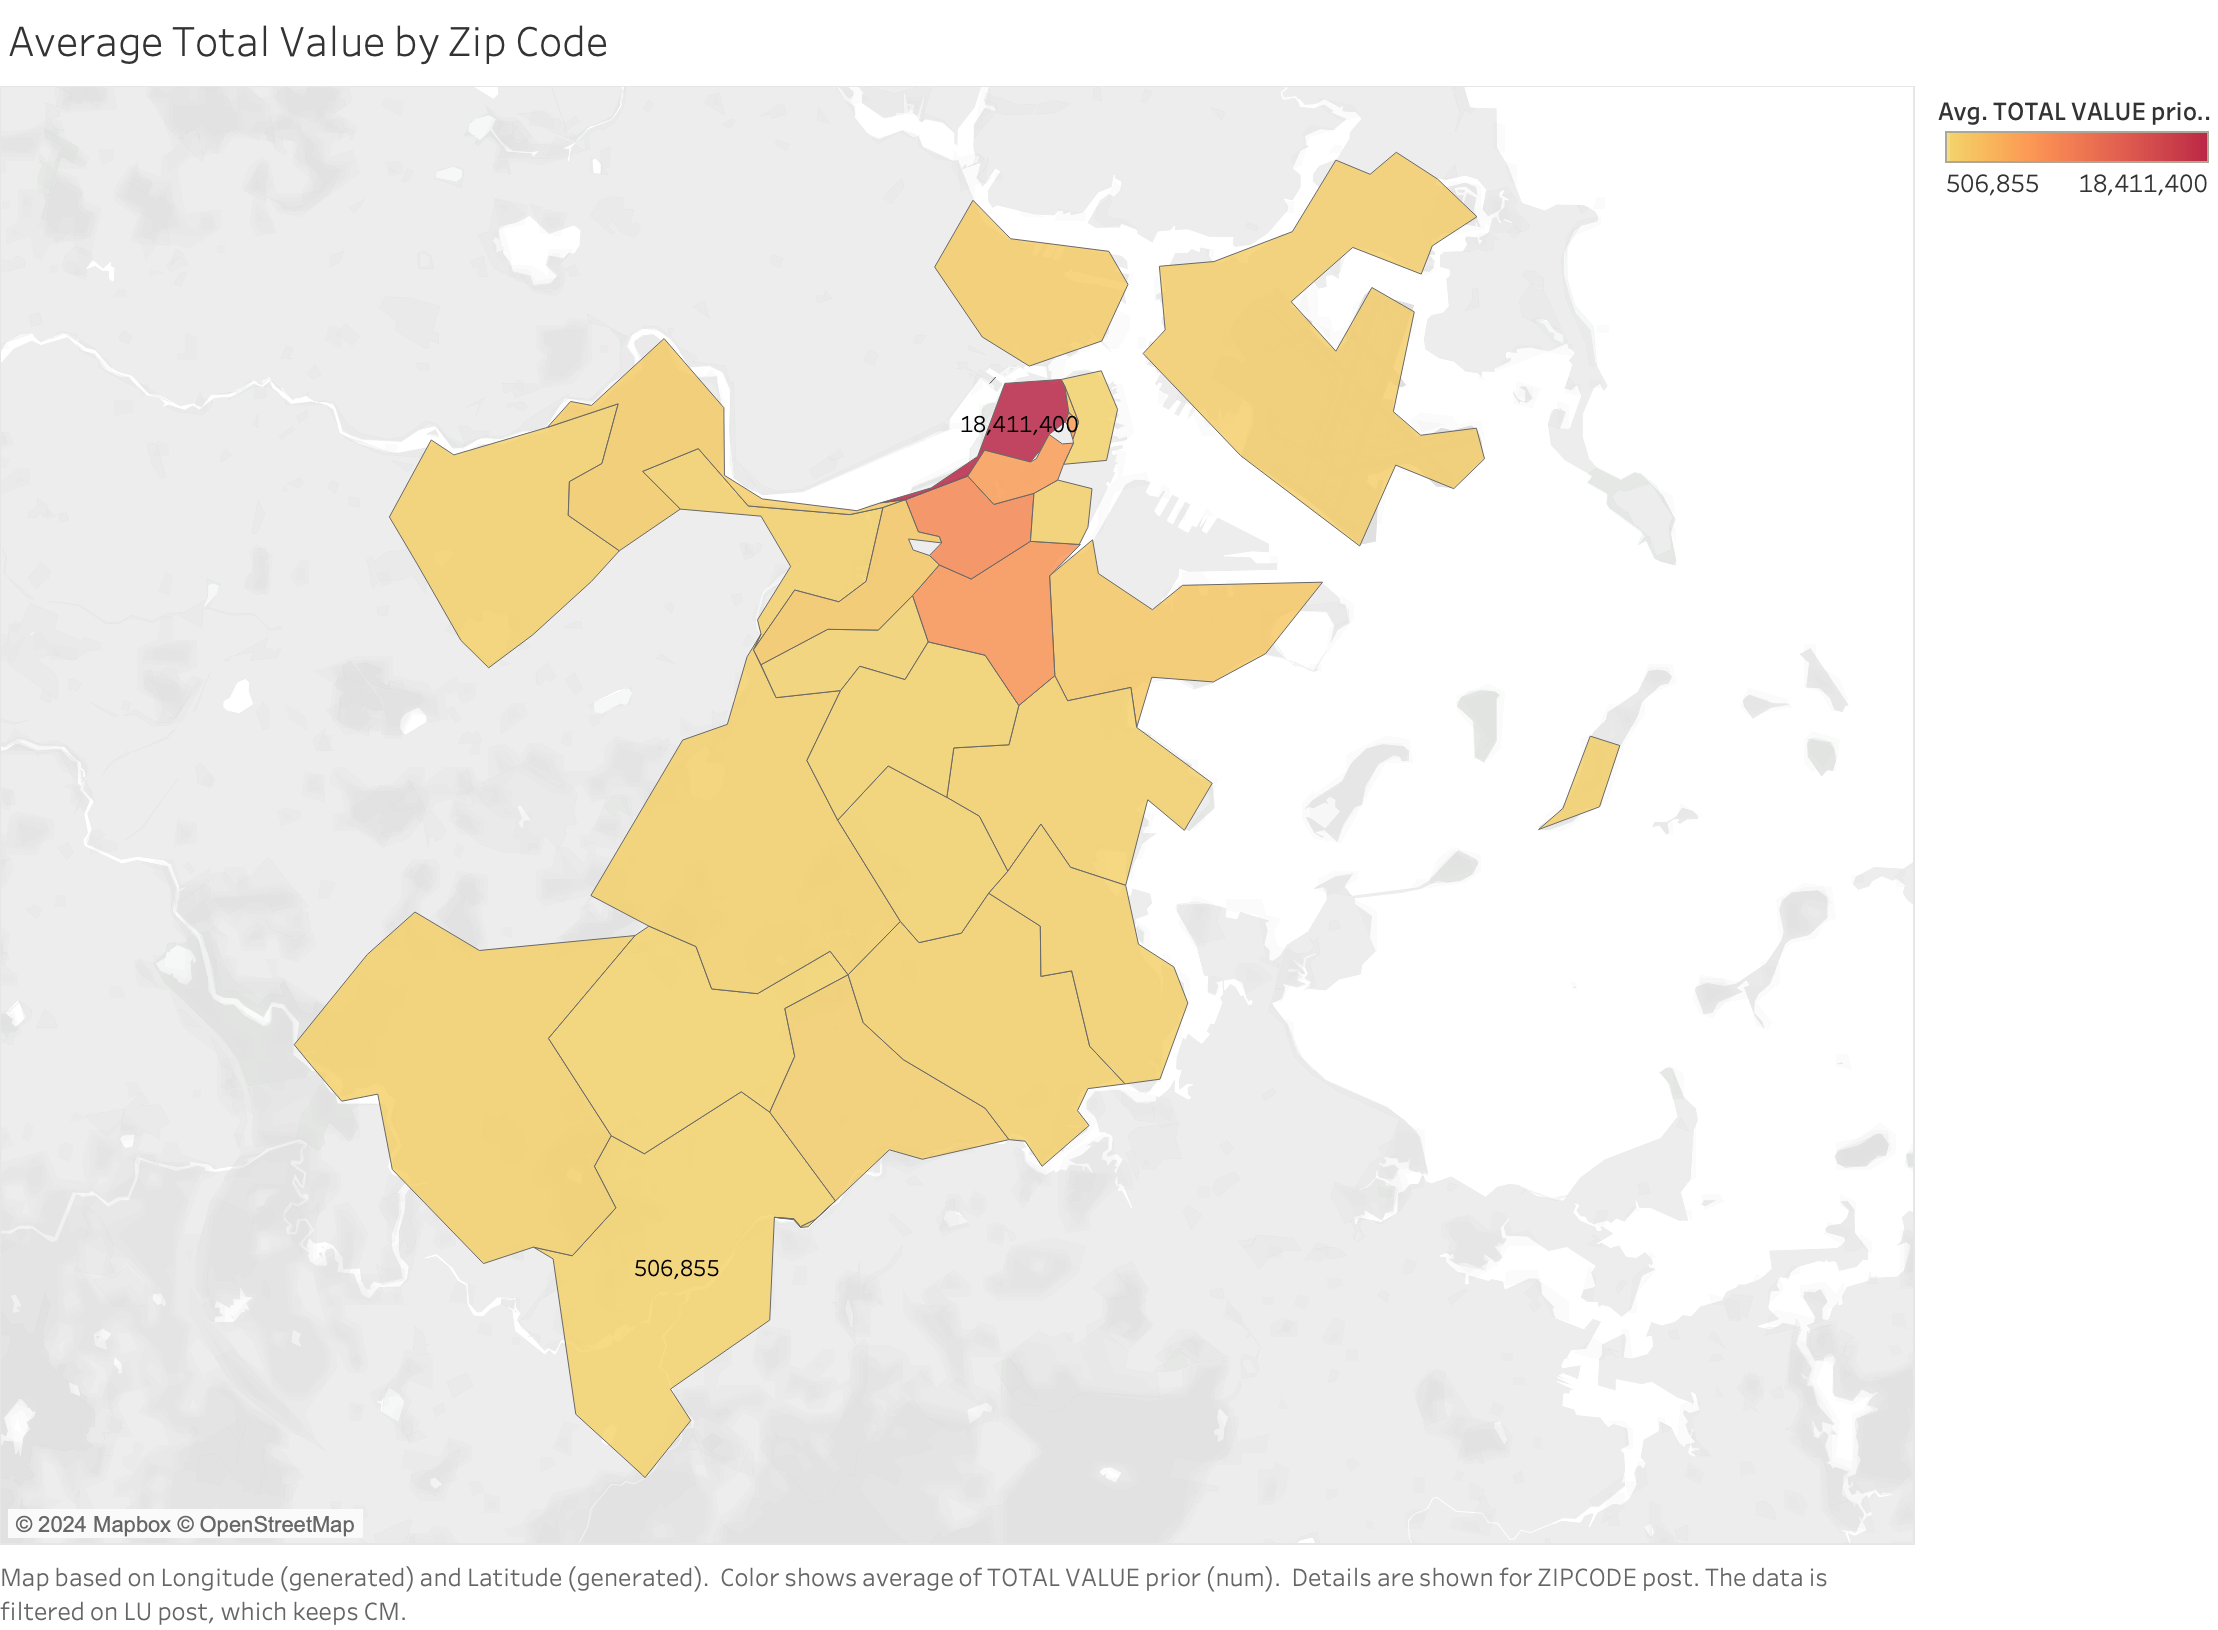 Average Total Value by Zip Code
Avg. TOTAL VALUE prio..
506,855 18,411,400
18,411,400
506,855
© 2024 Mapbox © OpenStreetMap
Map based on Longitude (generated) and Latitude (generated).  Color shows average of TOTAL VALUE prior (num).  Details are shown for ZIPCODE post. The data is
filtered on LU post, which keeps CM.